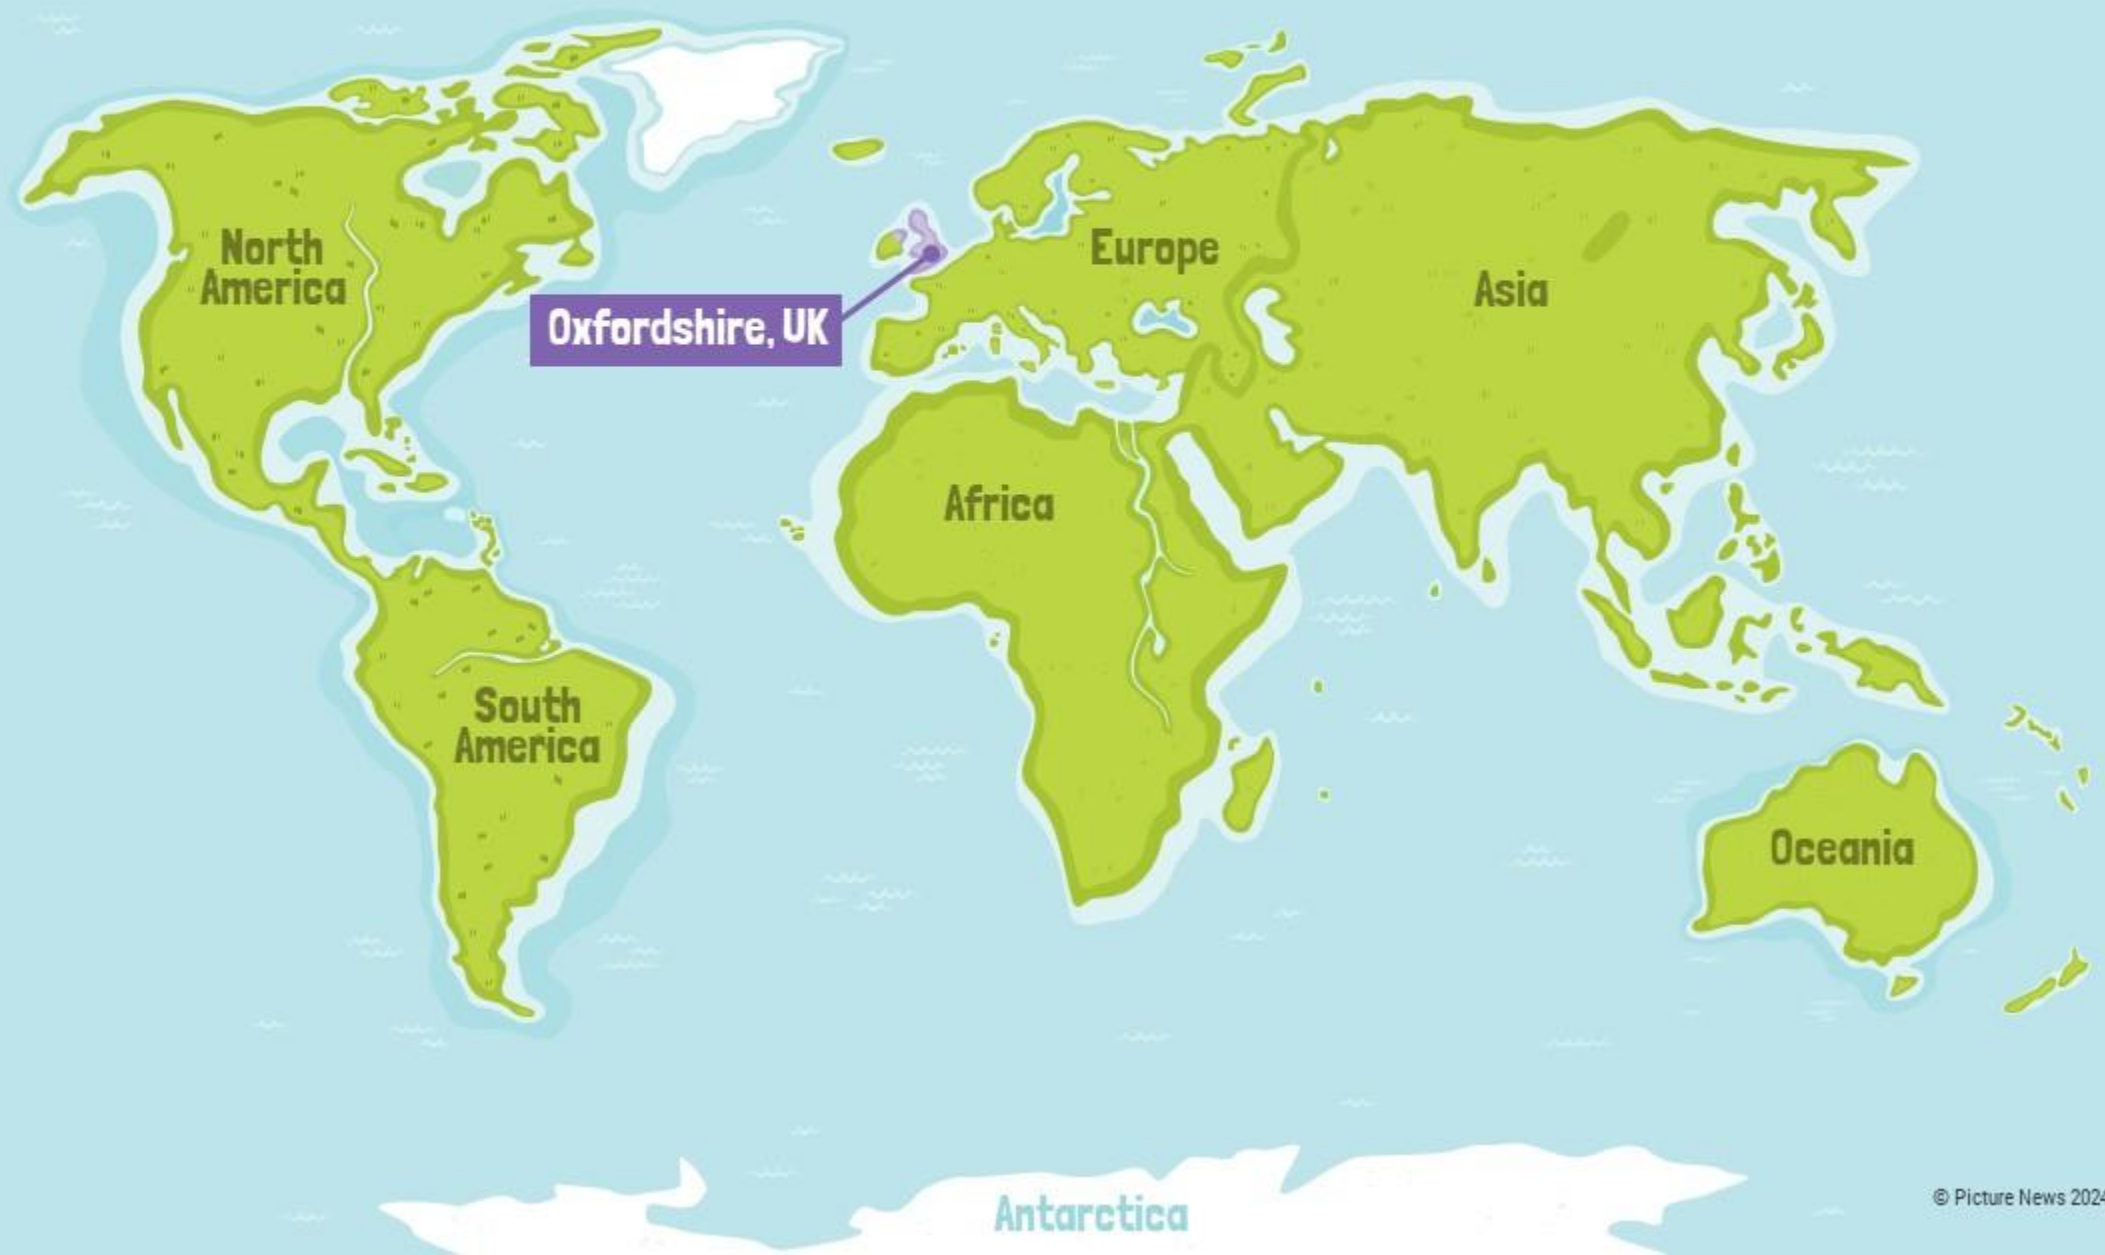 North
America
Europe
Asia
Oxfordshire, UK
Africa
South
America
Oceania
Antarctica
© Picture News 2024